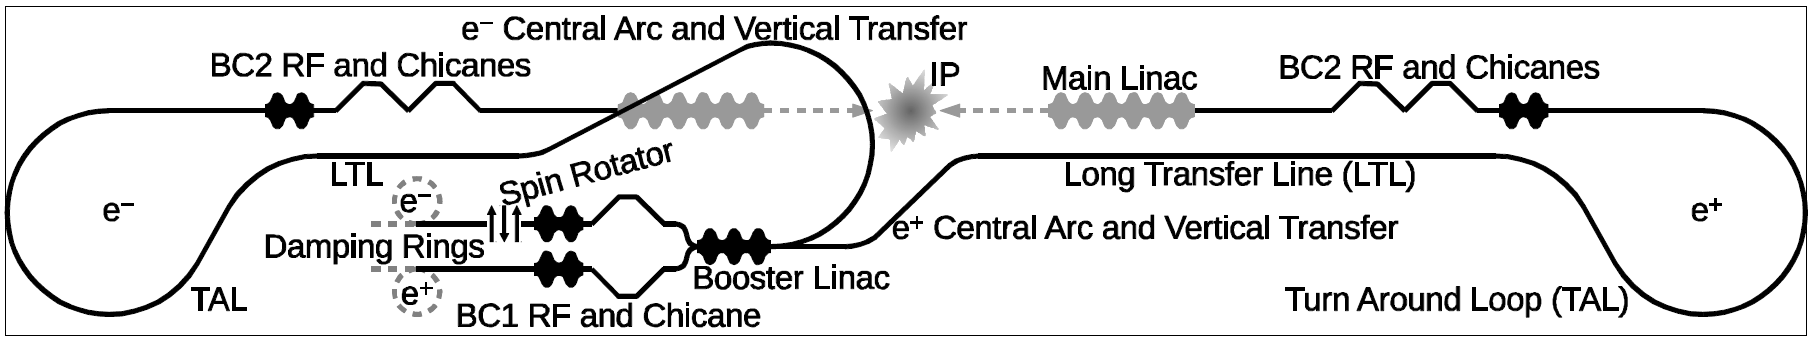 e− Central Arc and Vertical Transfer
BC2 RF and Chicanes
IP
Main Linac
BC2 RF and Chicanes
LTL
Spin Rotator
Long Transfer Line (LTL)
e−
e−
e+
e+ Central Arc and Vertical Transfer
Damping Rings
Booster Linac
TAL
e+
Turn Around Loop (TAL)
BC1 RF and Chicane